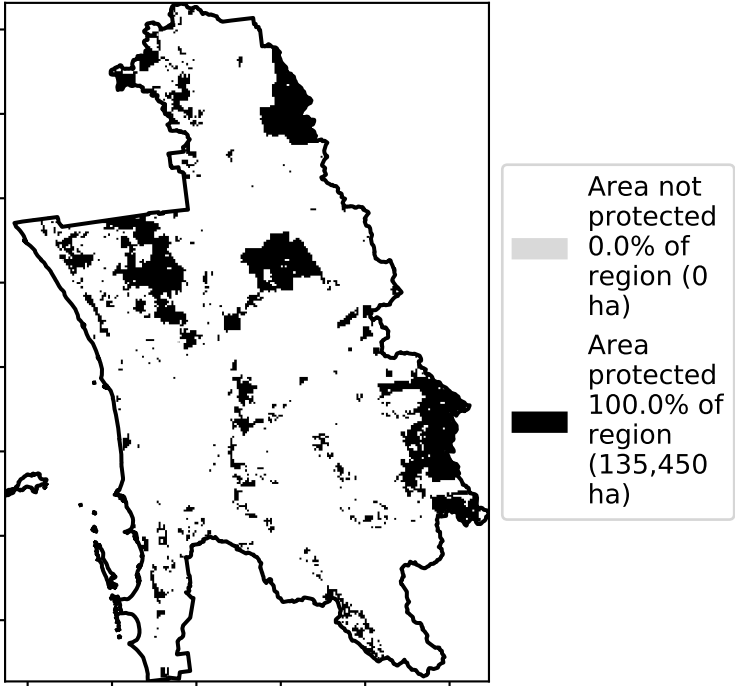 Area not
protected
0.0% of
region (0
ha)
Area
protected
100.0% of
region
(135,450
ha)